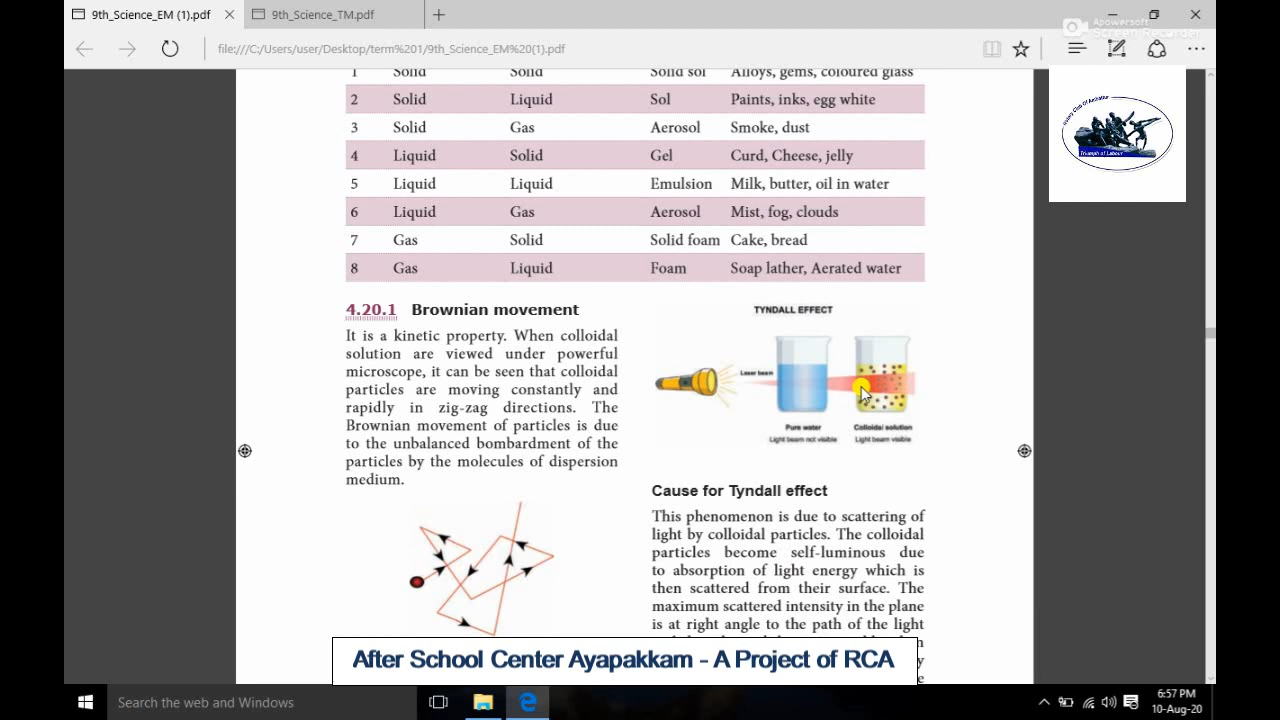 9th_Science_EM (1).pdf
9th_Science_TM.pdf
Apowersoft
Screen Recorder
file:///C:/Users/user/Desktop/term%201/9th_Science_EM%20(1).pdf
1 Solid Solid Solid sol Alloys, gems, coloured glass
2 Solid Liquid Sol Paints, inks, egg white
3 Solid Gas Aerosol Smoke, dust
4 Liquid Solid Gel Curd, Cheese, jelly
5 Liquid Liquid Emulsion Milk, butter, oil in water
6 Liquid Gas Aerosol Mist, fog, clouds
7 Gas Solid Solid foam Cake, bread
8 Gas Liquid Foam Soap lather, Aerated water
Triumph of Labour
4.20.1 Brownian movement
It is a kinetic property. When colloidal
solution are viewed under powerful
microscope, it can be seen that colloidal
particles are moving constantly and
rapidly in zig-zag directions. The
Brownian movement of particles is due
to the unbalanced bombardment of the
particles by the molecules of dispersion
medium.
TYNDALL EFFECT
Laser beam
Pure water
Light beam not visible
Colloidal solution
Light beam visible
Cause for Tyndall effect
This phenomenon is due to scattering of
light by colloidal particles. The colloidal
particles become self-luminous due
to absorption of light energy which is
then scattered from their surface. The
maximum scattered intensity in the plane
is at right angle to the path of the light
After School Center Ayapakkam - A Project of RCA
Search the web and Windows
6:57 PM
10-Aug-20